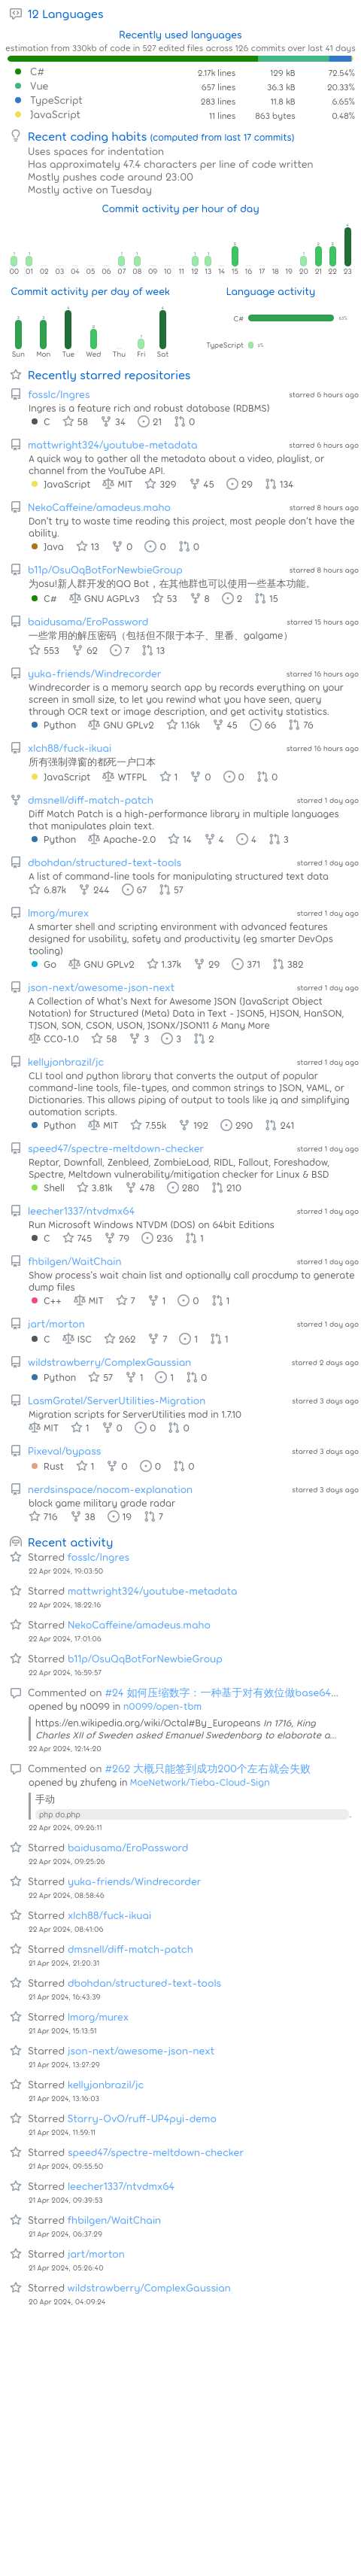 12 Languages
Recently used languages
estimation from 330kb of code in 527 edited files across 126 commits over last 41 days
C# 2.17k lines 129 kB 72.54%
Vue 657 lines 36.3 kB 20.33%
TypeScript 283 lines 11.8 kB 6.65%
JavaScript 11 lines 863 bytes 0.48%
Recent coding habits (computed from last 17 commits)
Uses spaces for indentation
Has approximately 47.4 characters per line of code written
Mostly pushes code around 23:00
Mostly active on Tuesday
Commit activity per hour of day
00 01 02 03 04 05 06 07 08 09 10 11 12 13 14 15 16 17 18 19 20 21 22 23
Commit activity per day of week
Language activity
C#
TypeScript
Sun Mon Tue Wed Thu Fri Sat
Recently starred repositories
fosslc/Ingres starred 6 hours ago
Ingres is a feature rich and robust database (RDBMS)
C 58 34 21 0
mattwright324/youtube-metadata starred 6 hours ago
A quick way to gather all the metadata about a video, playlist, or
channel from the YouTube API.
JavaScript MIT 329 45 29 134
NekoCaffeine/amadeus.maho starred 8 hours ago
Don't try to waste time reading this project, most people don't have the
ability.
Java 13 0 0 0
b11p/OsuQqBotForNewbieGroup starred 8 hours ago
为osu!新人群开发的QQ Bot，在其他群也可以使用一些基本功能。
C# GNU AGPLv3 53 8 2 15
baidusama/EroPassword starred 15 hours ago
一些常用的解压密码（包括但不限于本子、里番、galgame）
553 62 7 13
yuka-friends/Windrecorder starred 16 hours ago
Windrecorder is a memory search app by records everything on your
screen in small size, to let you rewind what you have seen, query
through OCR text or image description, and get activity statistics.
Python GNU GPLv2 1.16k 45 66 76
xlch88/fuck-ikuai starred 16 hours ago
所有强制弹窗的都死一户口本
JavaScript WTFPL 1 0 0 0
dmsnell/diff-match-patch starred 1 day ago
Diff Match Patch is a high-performance library in multiple languages
that manipulates plain text.
Python Apache-2.0 14 4 4 3
dbohdan/structured-text-tools starred 1 day ago
A list of command-line tools for manipulating structured text data
6.87k 244 67 57
lmorg/murex starred 1 day ago
A smarter shell and scripting environment with advanced features
designed for usability, safety and productivity (eg smarter DevOps
tooling)
Go GNU GPLv2 1.37k 29 371 382
json-next/awesome-json-next starred 1 day ago
A Collection of What's Next for Awesome JSON (JavaScript Object
Notation) for Structured (Meta) Data in Text - JSON5, HJSON, HanSON,
TJSON, SON, CSON, USON, JSONX/JSON11 & Many More
CC0-1.0 58 3 3 2
kellyjonbrazil/jc starred 1 day ago
CLI tool and python library that converts the output of popular
command-line tools, file-types, and common strings to JSON, YAML, or
Dictionaries. This allows piping of output to tools like jq and simplifying
automation scripts.
Python MIT 7.55k 192 290 241
speed47/spectre-meltdown-checker starred 1 day ago
Reptar, Downfall, Zenbleed, ZombieLoad, RIDL, Fallout, Foreshadow,
Spectre, Meltdown vulnerability/mitigation checker for Linux & BSD
Shell 3.81k 478 280 210
leecher1337/ntvdmx64 starred 1 day ago
Run Microsoft Windows NTVDM (DOS) on 64bit Editions
C 745 79 236 1
fhbilgen/WaitChain starred 1 day ago
Show process's wait chain list and optionally call procdump to generate
dump files
C++ MIT 7 1 0 1
jart/morton starred 1 day ago
C ISC 262 7 1 1
wildstrawberry/ComplexGaussian starred 2 days ago
Python 57 1 1 0
LasmGratel/ServerUtilities-Migration starred 3 days ago
Migration scripts for ServerUtilities mod in 1.7.10
MIT 1 0 0 0
Pixeval/bypass starred 3 days ago
Rust 1 0 0 0
nerdsinspace/nocom-explanation starred 3 days ago
block game military grade radar
716 38 19 7
Recent activity
Starred fosslc/Ingres
22 Apr 2024, 19:03:50
Starred mattwright324/youtube-metadata
22 Apr 2024, 18:22:16
Starred NekoCaffeine/amadeus.maho
22 Apr 2024, 17:01:06
Starred b11p/OsuQqBotForNewbieGroup
22 Apr 2024, 16:59:57
Commented on #24 如何压缩数字：一种基于对有效位做base64...
opened by n0099 in n0099/open-tbm
https://en.wikipedia.org/wiki/Octal#By_Europeans In 1716, King
Charles XII of Sweden asked Emanuel Swedenborg to elaborate a...
22 Apr 2024, 12:14:20
Commented on #262 大概只能签到成功200个左右就会失败
opened by zhufeng in MoeNetwork/Tieba-Cloud-Sign
手动
php do.php.
22 Apr 2024, 09:26:11
Starred baidusama/EroPassword
22 Apr 2024, 09:25:26
Starred yuka-friends/Windrecorder
22 Apr 2024, 08:58:46
Starred xlch88/fuck-ikuai
22 Apr 2024, 08:41:06
Starred dmsnell/diff-match-patch
21 Apr 2024, 21:20:31
Starred dbohdan/structured-text-tools
21 Apr 2024, 16:43:39
Starred lmorg/murex
21 Apr 2024, 15:13:51
Starred json-next/awesome-json-next
21 Apr 2024, 13:27:29
Starred kellyjonbrazil/jc
21 Apr 2024, 13:16:03
Starred Starry-OvO/ruff-UP4pyi-demo
21 Apr 2024, 11:59:11
Starred speed47/spectre-meltdown-checker
21 Apr 2024, 09:55:50
Starred leecher1337/ntvdmx64
21 Apr 2024, 09:39:53
Starred fhbilgen/WaitChain
21 Apr 2024, 06:37:29
Starred jart/morton
21 Apr 2024, 05:26:40
Starred wildstrawberry/ComplexGaussian
20 Apr 2024, 04:09:24